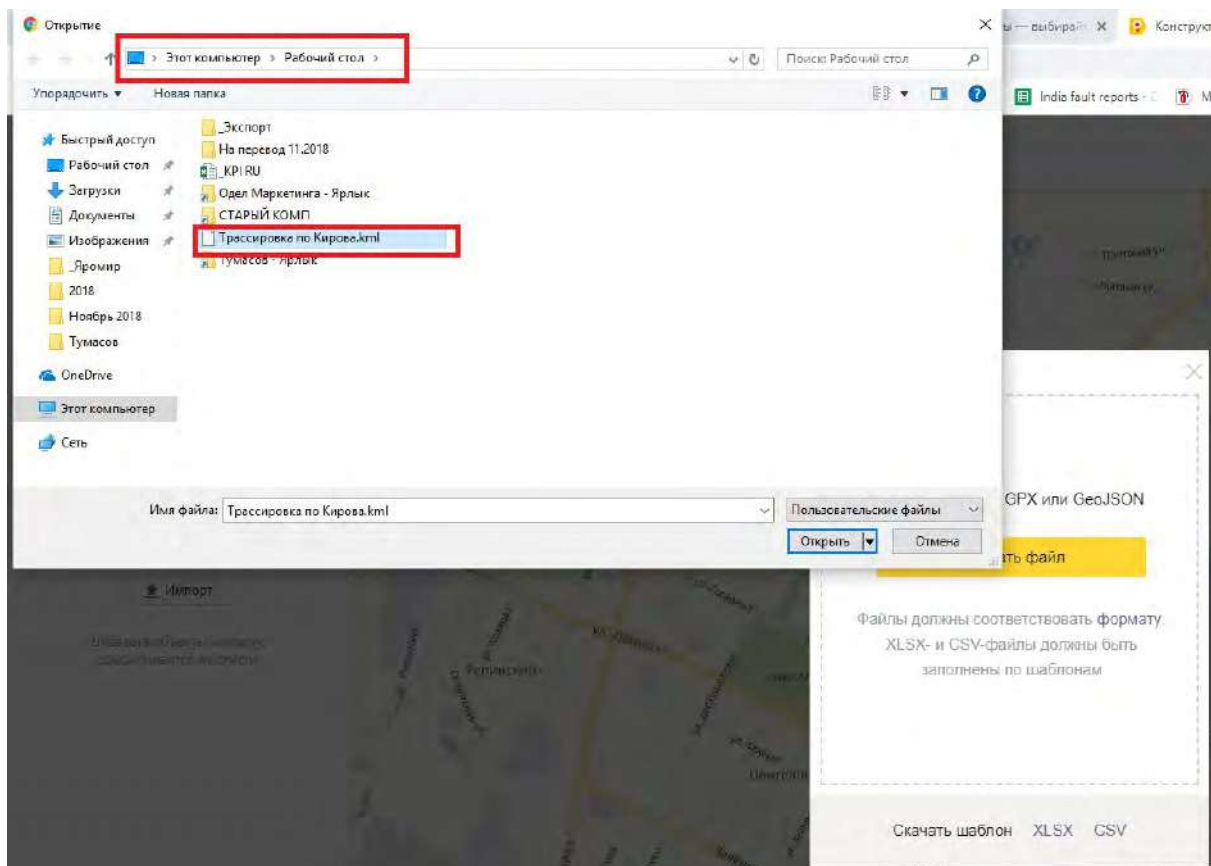 Открытие
ы — выбирай
Конструкт
Этот компьютер › Рабочий стол ›
Поиск: Рабочий стол
Упорядочить
Новая папка
India fault reports -
M
Быстрый доступ
Рабочий стол
Загрузки
Документы
Изображения
_Яромир
2018
Ноябрь 2018
Тумасов
OneDrive
Этот компьютер
Сеть
_Экспорт
На перевод 11.2018
_KPI RU
Одел Маркетинга - Ярлык
СТАРЫЙ КОМП
Трассировка по Кирова.kml
Тумасов - Ярлык
Имя файла: Трассировка по Кирова.kml
Пользовательские файлы
Открыть
Отмена
GPX или GeoJSON
ать файл
Файлы должны соответствовать формату.
XLSX- и CSV-файлы должны быть
заполнены по шаблонам
Скачать шаблон XLSX CSV
Импорт